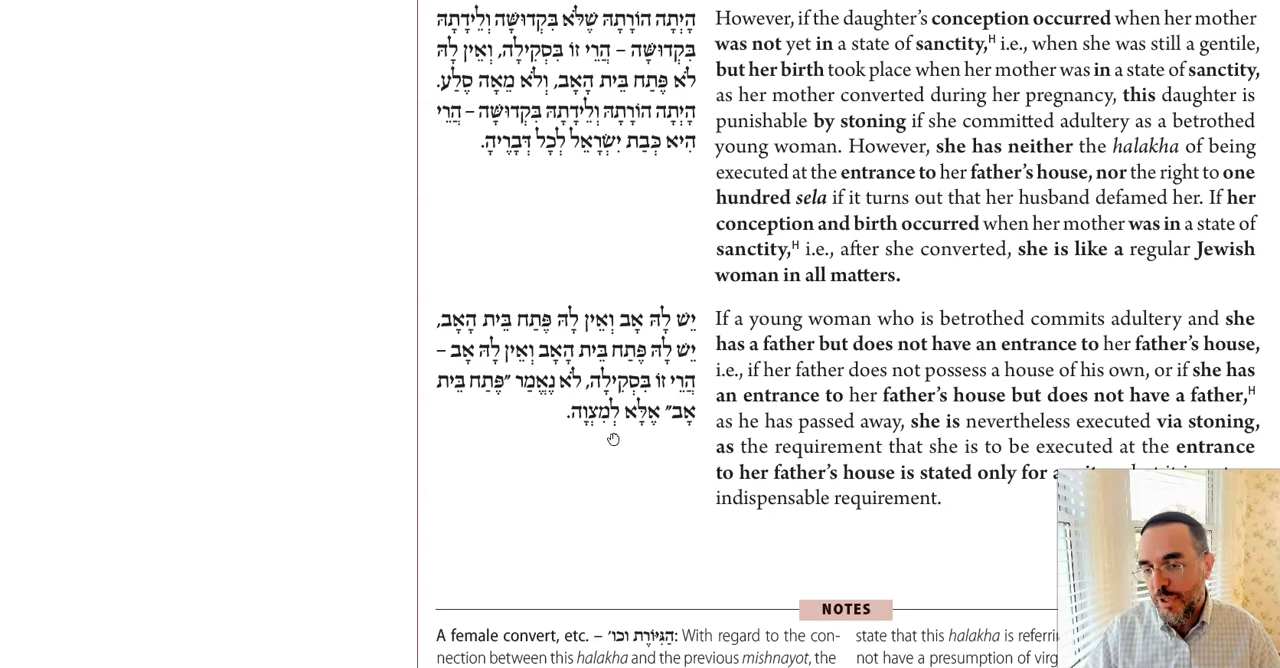 הָיְתָה הוֹרָתָהּ שֶׁלֹּא בִּקְדוּשָּׁה וְלֵידָתָהּ
בִּקְדוּשָּׁה – הֲרֵי זוֹ בִּסְקִילָה, וְאֵין לָהּ
לֹא פֶּתַח בֵּית הָאָב, וְלֹא מֵאָה סֶלַע.
הָיְתָה הוֹרָתָהּ וְלֵידָתָהּ בִּקְדוּשָּׁה – הֲרֵי
הִיא כְּבַת יִשְׂרָאֵל לְכׇל דְּבָרֶיהָ.
However, if the daughter’s conception occurred when her mother
was not yet in a state of sanctity,ᴴ i.e., when she was still a gentile,
but her birth took place when her mother was in a state of sanctity,
as her mother converted during her pregnancy, this daughter is
punishable by stoning if she committed adultery as a betrothed
young woman. However, she has neither the halakha of being
executed at the entrance to her father’s house, nor the right to one
hundred sela if it turns out that her husband defamed her. If her
conception and birth occurred when her mother was in a state of
sanctity,ᴴ i.e., after she converted, she is like a regular Jewish
woman in all matters.
יֵשׁ לָהּ אָב וְאֵין לָהּ פֶּתַח בֵּית הָאָב,
יֵשׁ לָהּ פֶּתַח בֵּית הָאָב וְאֵין לָהּ אָב –
הֲרֵי זוֹ בִּסְקִילָה, לֹא נֶאֱמַר ״פֶּתַח בֵּית
אָב״ אֶלָּא לְמִצְוָה.
If a young woman who is betrothed commits adultery and she
has a father but does not have an entrance to her father’s house,
i.e., if her father does not possess a house of his own, or if she has
an entrance to her father’s house but does not have a father,ᴴ
as he has passed away, she is nevertheless executed via stoning,
as the requirement that she is to be executed at the entrance
to her father’s house is stated only for a
indispensable requirement.
NOTES
A female convert, etc. – הַגִּיּוֹרֶת וכו׳: With regard to the con-
nection between this halakha and the previous mishnayot, the
state that this halakha is
not have a presumption of